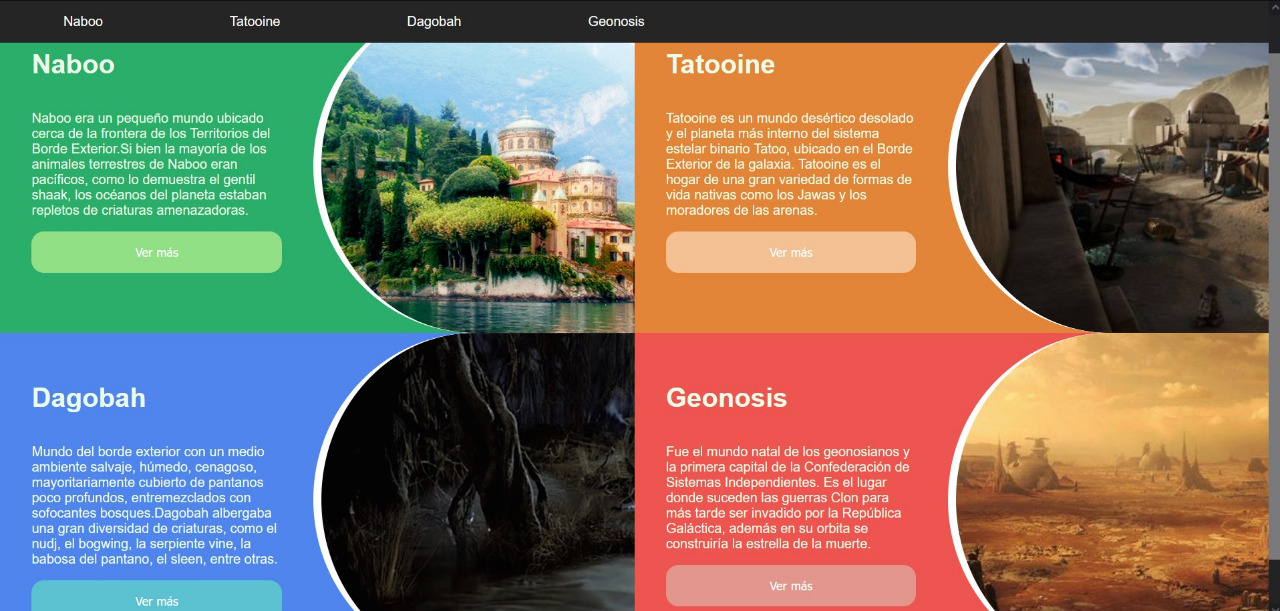 Naboo
Tatooine
Dagobah
Geonosis
Naboo
Naboo era un pequeño mundo ubicado
cerca de la frontera de los Territorios del
Borde Exterior.Si bien la mayoría de los
animales terrestres de Naboo eran
pacíficos, como lo demuestra el gentil
shaak, los océanos del planeta estaban
repletos de criaturas amenazadoras.
Ver más
Tatooine
Tatooine es un mundo desértico desolado
y el planeta más interno del sistema
estelar binario Tatoo, ubicado en el Borde
Exterior de la galaxia. Tatooine es el
hogar de una gran variedad de formas de
vida nativas como los Jawas y los
moradores de las arenas.
Ver más
Dagobah
Mundo del borde exterior con un medio
ambiente salvaje, húmedo, cenagoso,
mayoritariamente cubierto de pantanos
poco profundos, entremezclados con
sofocantes bosques.Dagobah albergaba
una gran diversidad de criaturas, como el
nudj, el bogwing, la serpiente vine, la
babosa del pantano, el sleen, entre otras.
Ver más
Geonosis
Fue el mundo natal de los geonosianos y
la primera capital de la Confederación de
Sistemas Independientes. Es el lugar
donde suceden las guerras Clon para
más tarde ser invadido por la República
Galáctica, además en su orbita se
construiría la estrella de la muerte.
Ver más